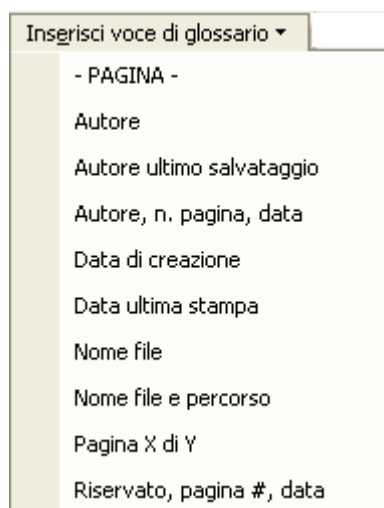 Inserisci voce di glossario
- PAGINA -
Autore
Autore ultimo salvataggio
Autore, n. pagina, data
Data di creazione
Data ultima stampa
Nome file
Nome file e percorso
Pagina X di Y
Riservato, pagina #, data